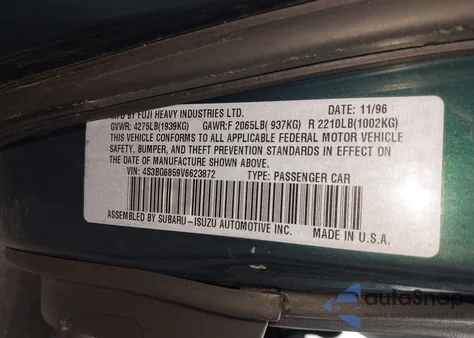 MFD BY FUJI HEAVY INDUSTRIES LTD. DATE: 11/96
GVWR: 4275LB(1939KG) GAWR:F 2065LB( 937KG) R 2210LB(1002KG)
THIS VEHICLE CONFORMS TO ALL APPLICABLE FEDERAL MOTOR VEHICLE
SAFETY, BUMPER, AND THEFT PREVENTION STANDARDS IN EFFECT ON
THE DATE OF MANUFACTURE SHOWN ABOVE.
VIN: 4S3BG6859V6623872 TYPE: PASSENGER CAR
ASSEMBLED BY SUBARU-ISUZU AUTOMOTIVE INC. MADE IN U.S.A.
autoSnap